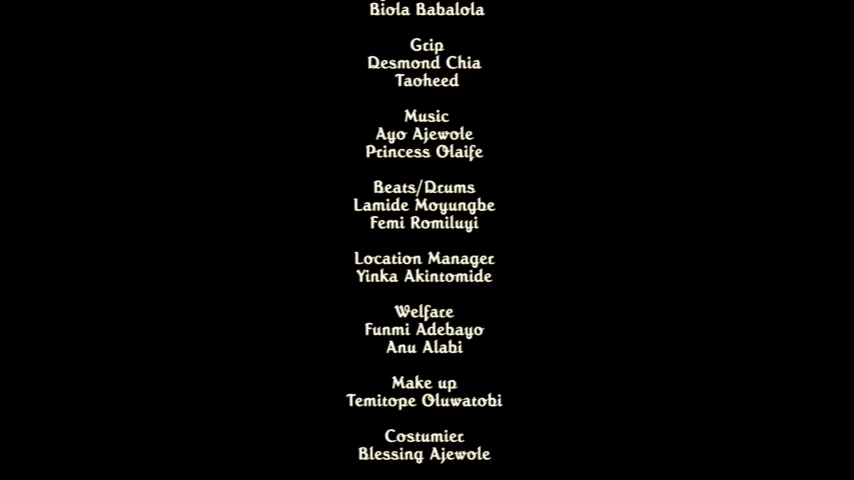 Biola Babalola
Grip
Desmond Chia
Taoheed
Music
Ayo Ajewole
Princess Olaife
Beats/Drums
Lamide Moyungbe
Femi Romiluyi
Location Manager
Yinka Akintomide
Welfare
Funmi Adebayo
Anu Alabi
Make up
Temitope Oluwatobi
Costumier
Blessing Ajewole